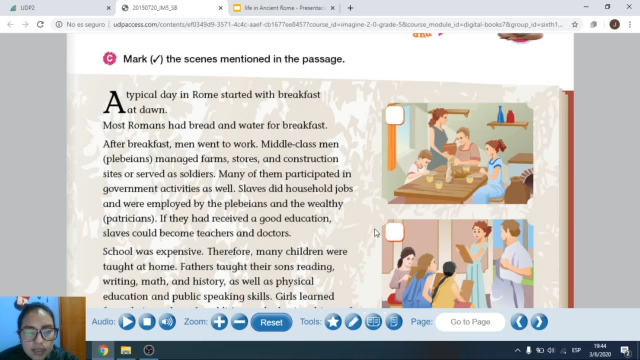 UDP2
20150720_JM5_SB
life in Ancient Rome - Presentac
No es seguro
udpaccess.com/contents/ef0349d9-3571-4c4c-aaef-cb1677ee8457?course_id=imagine-z-0-grade-5&course_module_id=digital-books7&group_id=sixth1
C Mark (✓) the scenes mentioned in the passage.
A typical day in Rome started with breakfast
at dawn.
Most Romans had bread and water for breakfast.
After breakfast, men went to work. Middle-class men
(plebeians) managed farms, stores, and construction
sites or served as soldiers. Many of them participated in
government activities as well. Slaves did household jobs
and were employed by the plebeians and the wealthy
(patricians). If they had received a good education,
slaves could become teachers and doctors.
School was expensive. Therefore, many children were
taught at home. Fathers taught their sons reading,
writing, math, and history, as well as physical
education and public speaking skills. Girls learned
Audio:
Zoom:
Reset
Tools:
Page:
Go to Page
ESP
19:44
3/6/2020